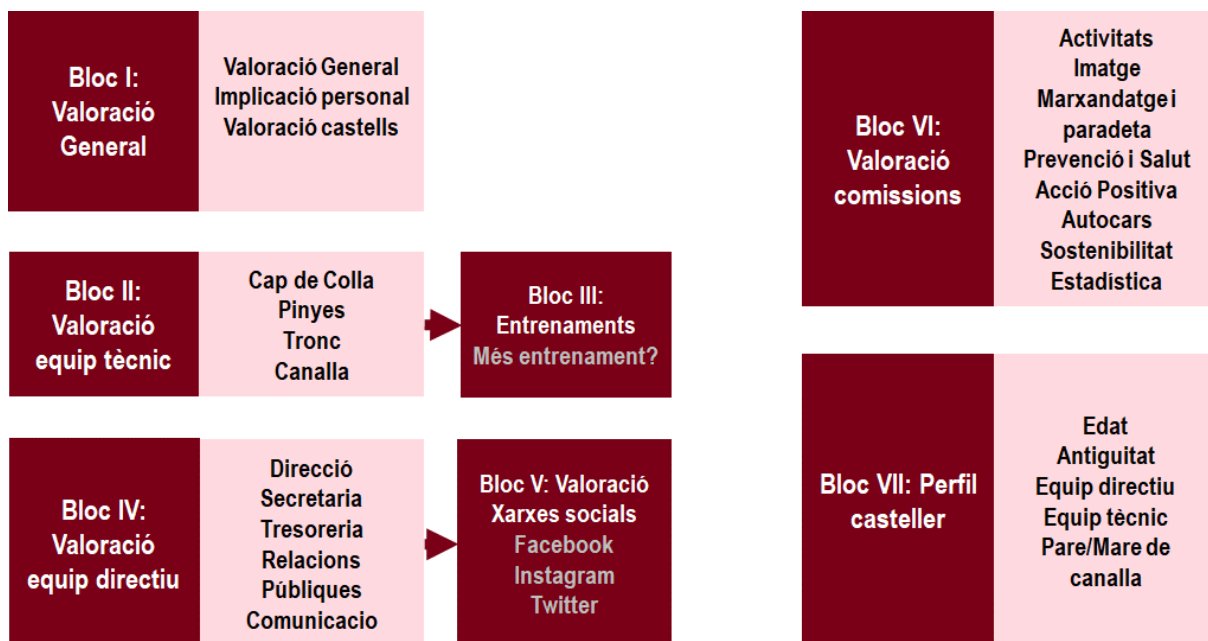 Bloc I:
Valoració
General
Valoració General
Implicació personal
Valoració castells
Bloc II:
Valoració
equip tècnic
Cap de Colla
Pinyes
Tronc
Canalla
Bloc III:
Entrenaments
Més entrenament?
Bloc IV:
Valoració
equip directiu
Direcció
Secretaria
Tresoreria
Relacions
Públiques
Comunicacio
Bloc V: Valoració
Xarxes socials
Facebook
Instagram
Twitter
Bloc VI:
Valoració
comissions
Activitats
Imatge
Marxandatge i
paradeta
Prevenció i Salut
Acció Positiva
Autocars
Sostenibilitat
Estadística
Bloc VII: Perfil
casteller
Edat
Antiguitat
Equip directiu
Equip tècnic
Pare/Mare de
canalla